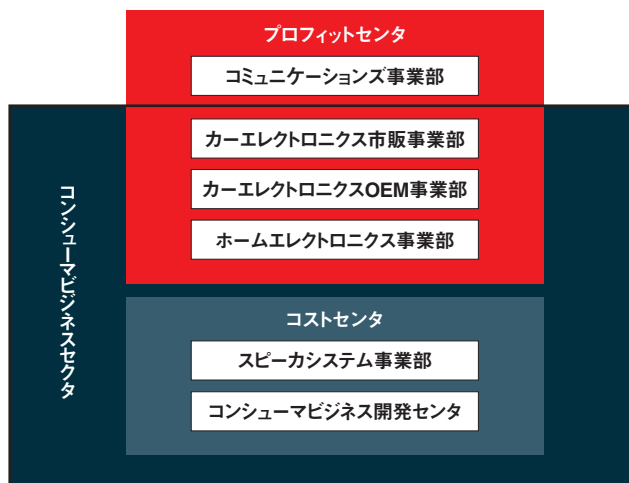 プロフィットセンタ
コミュニケーションズ事業部
カーエレクトロニクス市販事業部
カーエレクトロニクスOEM事業部
ホームエレクトロニクス事業部
コンシューマビジネスセクタ
コストセンタ
スピーカシステム事業部
コンシューマビジネス開発センタ